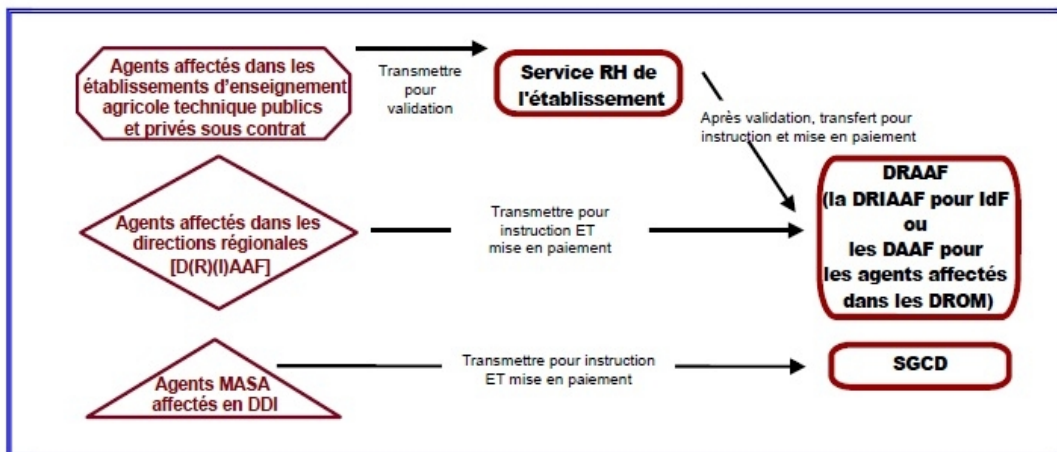 Agents affectés dans les
établissements d'enseignement
agricole technique publics
et privés sous contrat
Transmettre
pour
validation
Service RH de
l'établissement
Après validation, transfert pour
instruction et mise en paiement
Agents affectés dans les
directions régionales
[D(R)(I)AAF]
Transmettre pour
instruction ET
mise en paiement
DRAAF
(la DRIAAF pour IdF
ou
les DAAF pour
les agents affectés
dans les DROM)
Agents MASA
affectés en DDI
Transmettre pour instruction
ET mise en paiement
SGCD